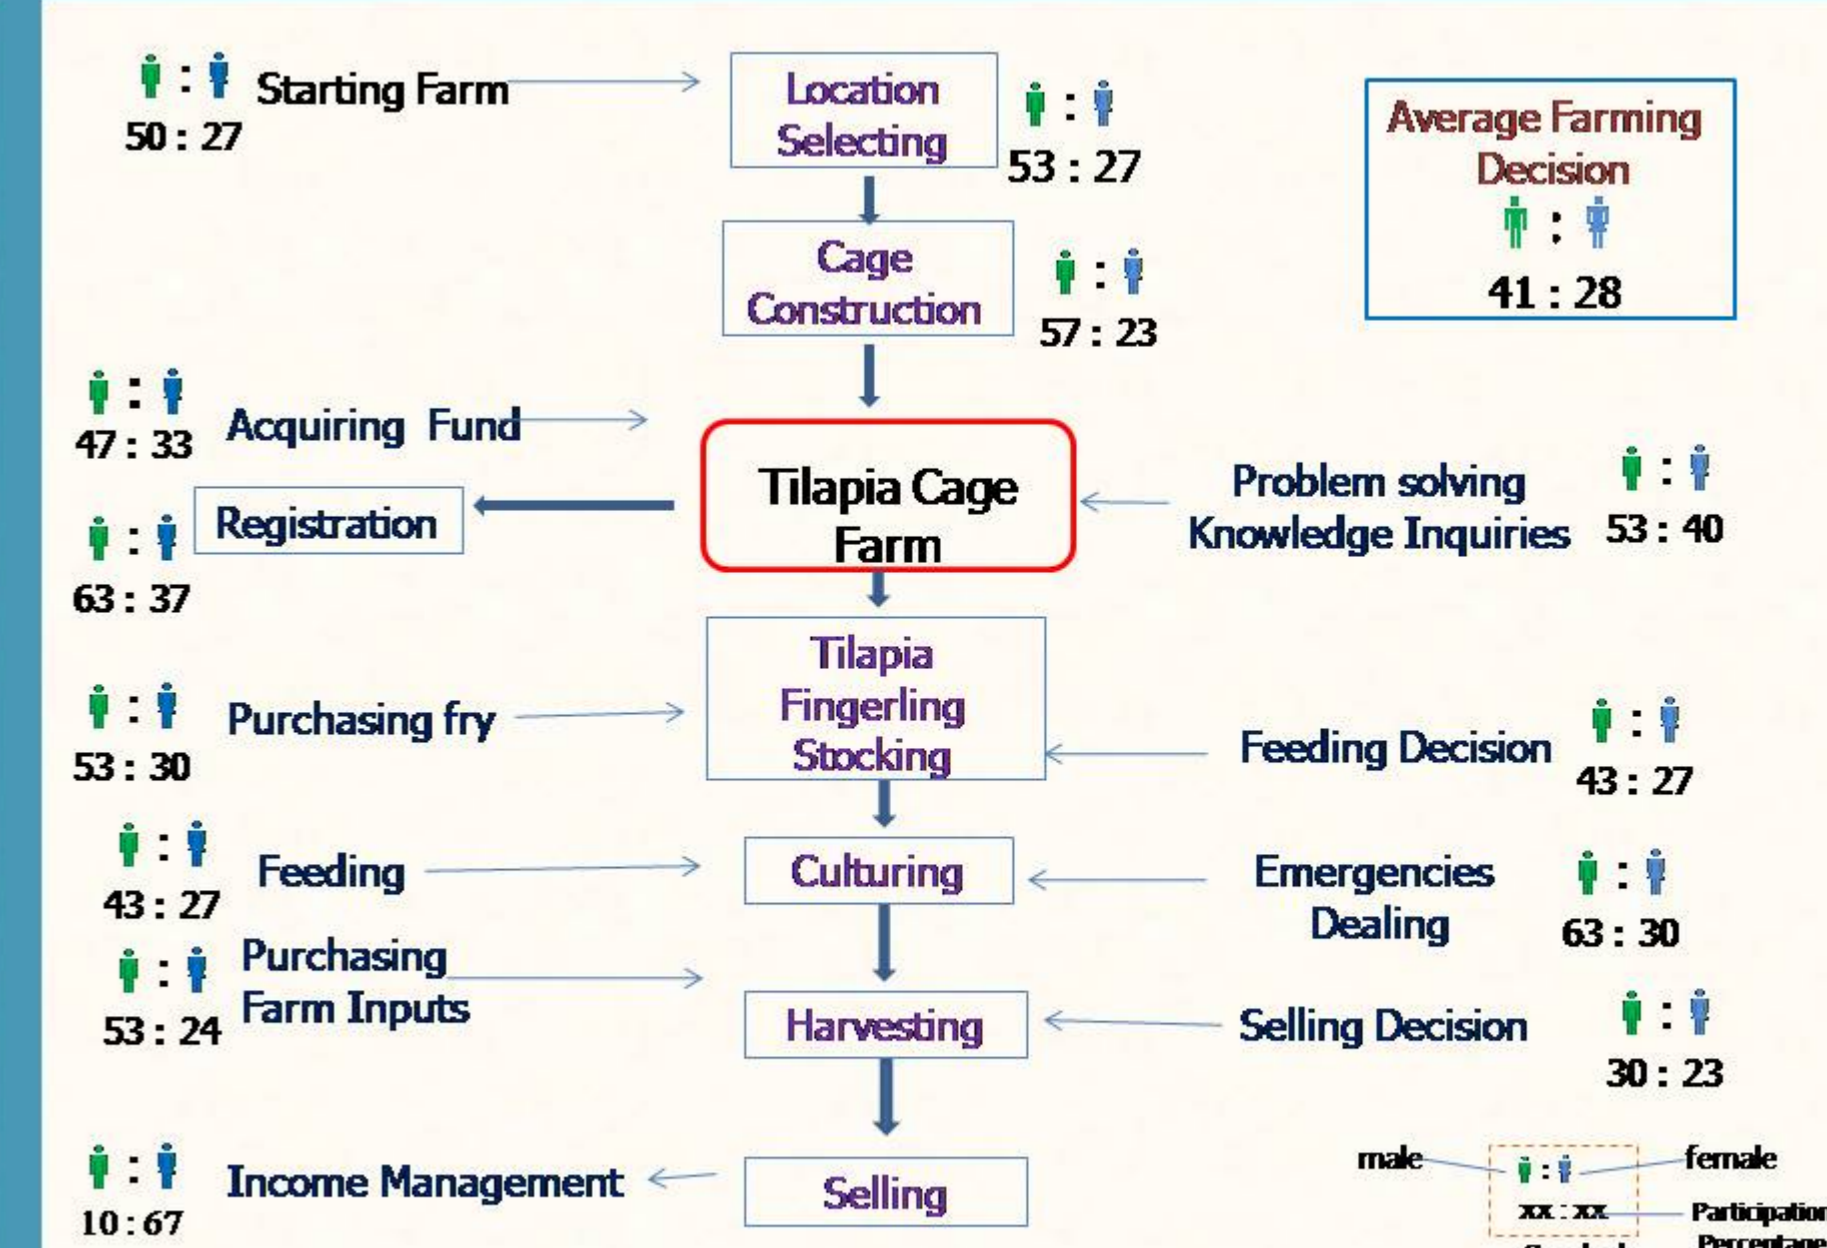 Starting Farm
50 : 27
Location
Selecting
53 : 27
Average Farming
Decision
41 : 28
Cage
Construction
57 : 23
Acquiring Fund
47 : 33
Registration
63 : 37
Tilapia Cage
Farm
Problem solving
Knowledge Inquiries
53 : 40
Tilapia
Fingerling
Stocking
Purchasing fry
53 : 30
Feeding Decision
43 : 27
Feeding
43 : 27
Culturing
Emergencies
Dealing
63 : 30
Purchasing
Farm Inputs
53 : 24
Harvesting
Selling Decision
30 : 23
Income Management
10 : 67
Selling
male
female
xx : xx
Participation
Percentage